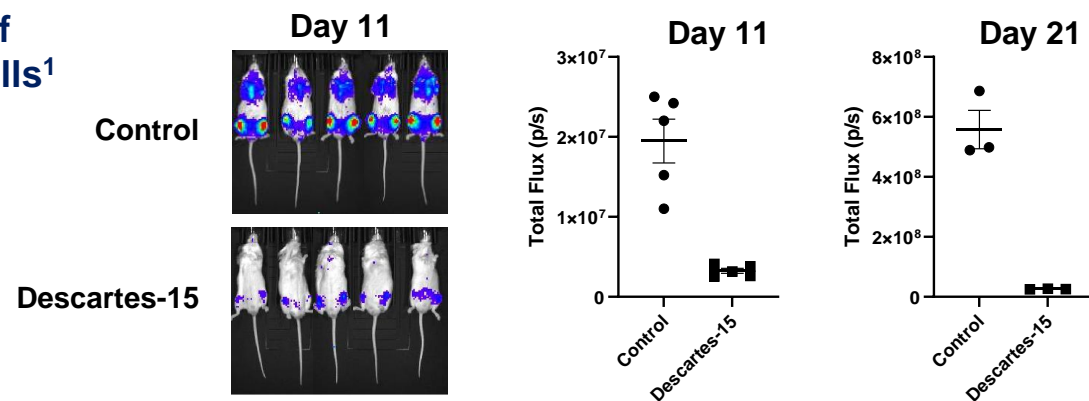 f
lls¹
Day 11
Control
Descartes-15
Day 11
Total Flux (p/s)
3×10⁷
2×10⁷
1×10⁷
0
Control
Descartes-15
Day 21
Total Flux (p/s)
8×10⁸
6×10⁸
4×10⁸
2×10⁸
0
Control
Descartes-15